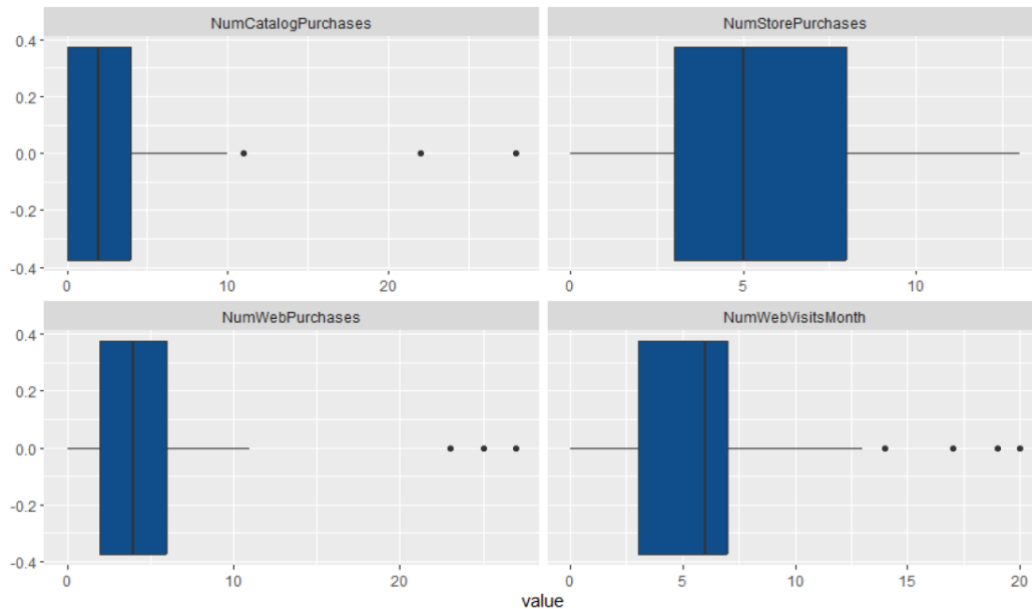 NumCatalogPurchases
NumStorePurchases
0.4
0.2
0.0
-0.2
-0.4
0 10 20
0 5 10
NumWebPurchases
NumWebVisitsMonth
0.4
0.2
0.0
-0.2
-0.4
0 10 20
0 5 10 15 20
value